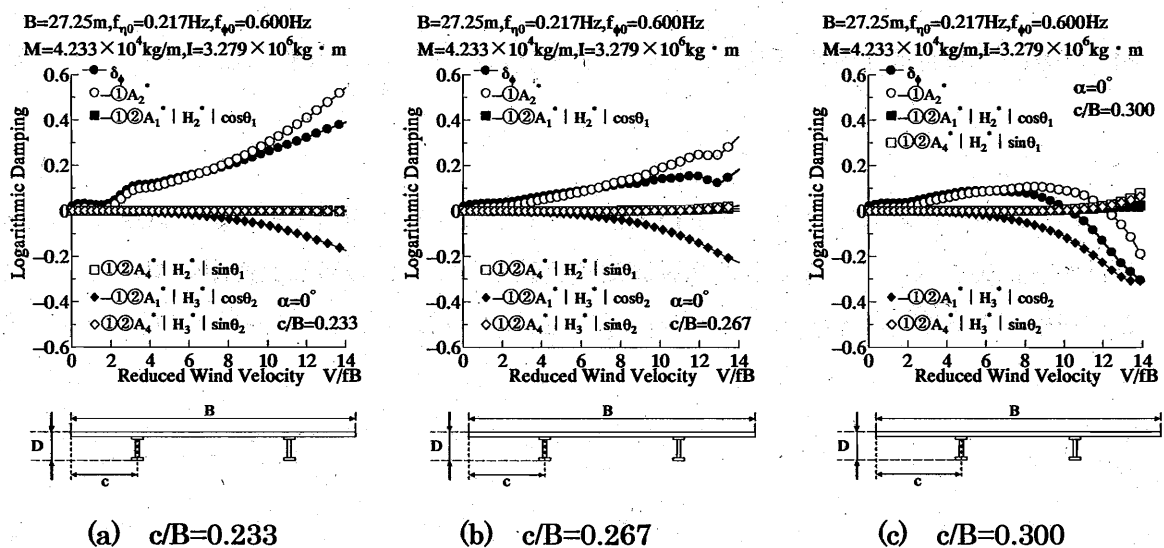 B=27.25m,fη0=0.217Hz,fϕ0=0.600Hz
M=4.233×10⁴kg/m,I=3.279×10⁶kg・m
0.6
0.4
0.2
0
−0.2
−0.4
−0.6
Logarithmic Damping
δϕ
−①A₂*
−①②A₁*|H₂*|cosθ₁
①②A₄*|H₂*|sinθ₁
−①②A₁*|H₃*|cosθ₂
①②A₄*|H₃*|sinθ₂
α=0°
c/B=0.233
0 2 4 6 8 10 12 14
Reduced Wind Velocity V/fB
B
D
c
(a) c/B=0.233
B=27.25m,fη0=0.217Hz,fϕ0=0.600Hz
M=4.233×10⁴kg/m,I=3.279×10⁶kg・m
0.6
0.4
0.2
0
−0.2
−0.4
−0.6
Logarithmic Damping
δϕ
−①A₂*
−①②A₁*|H₂*|cosθ₁
①②A₄*|H₂*|sinθ₁
−①②A₁*|H₃*|cosθ₂
①②A₄*|H₃*|sinθ₂
α=0°
c/B=0.267
0 2 4 6 8 10 12 14
Reduced Wind Velocity V/fB
B
D
c
(b) c/B=0.267
B=27.25m,fη0=0.217Hz,fϕ0=0.600Hz
M=4.233×10⁴kg/m,I=3.279×10⁶kg・m
0.6
0.4
0.2
0
−0.2
−0.4
−0.6
Logarithmic Damping
δϕ
−①A₂*
−①②A₁*|H₂*|cosθ₁
①②A₄*|H₂*|sinθ₁
α=0°
c/B=0.300
−①②A₁*|H₃*|cosθ₂
①②A₄*|H₃*|sinθ₂
0 2 4 6 8 10 12 14
Reduced Wind Velocity V/fB
B
D
c
(c) c/B=0.300